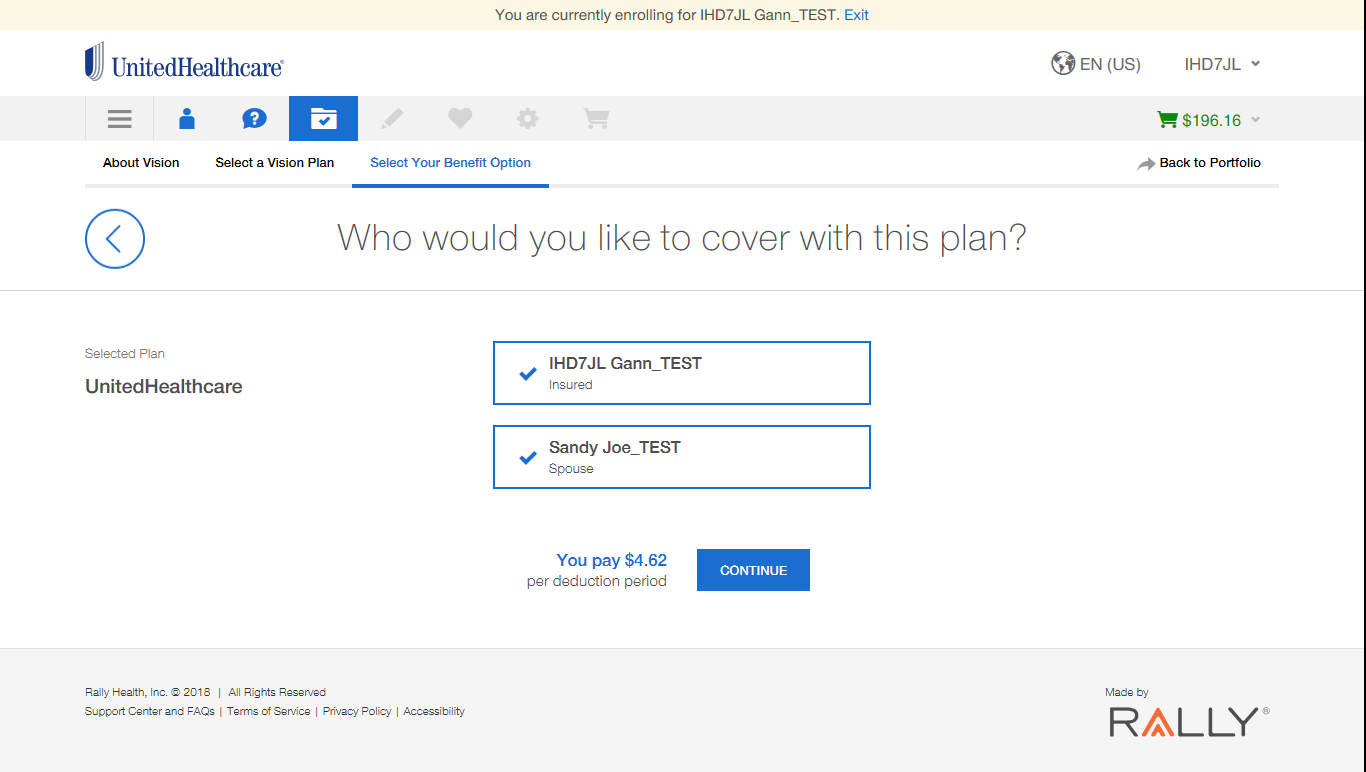 You are currently enrolling for IHD7JL Gann_TEST. Exit
UnitedHealthcare®
EN (US)
IHD7JL
$196.16
About Vision
Select a Vision Plan
Select Your Benefit Option
Back to Portfolio
Who would you like to cover with this plan?
Selected Plan
UnitedHealthcare
IHD7JL Gann_TEST
Insured
Sandy Joe_TEST
Spouse
You pay $4.62
per deduction period
CONTINUE
Rally Health, Inc. © 2018 | All Rights Reserved
Support Center and FAQs | Terms of Service | Privacy Policy | Accessibility
Made by
RALLY®